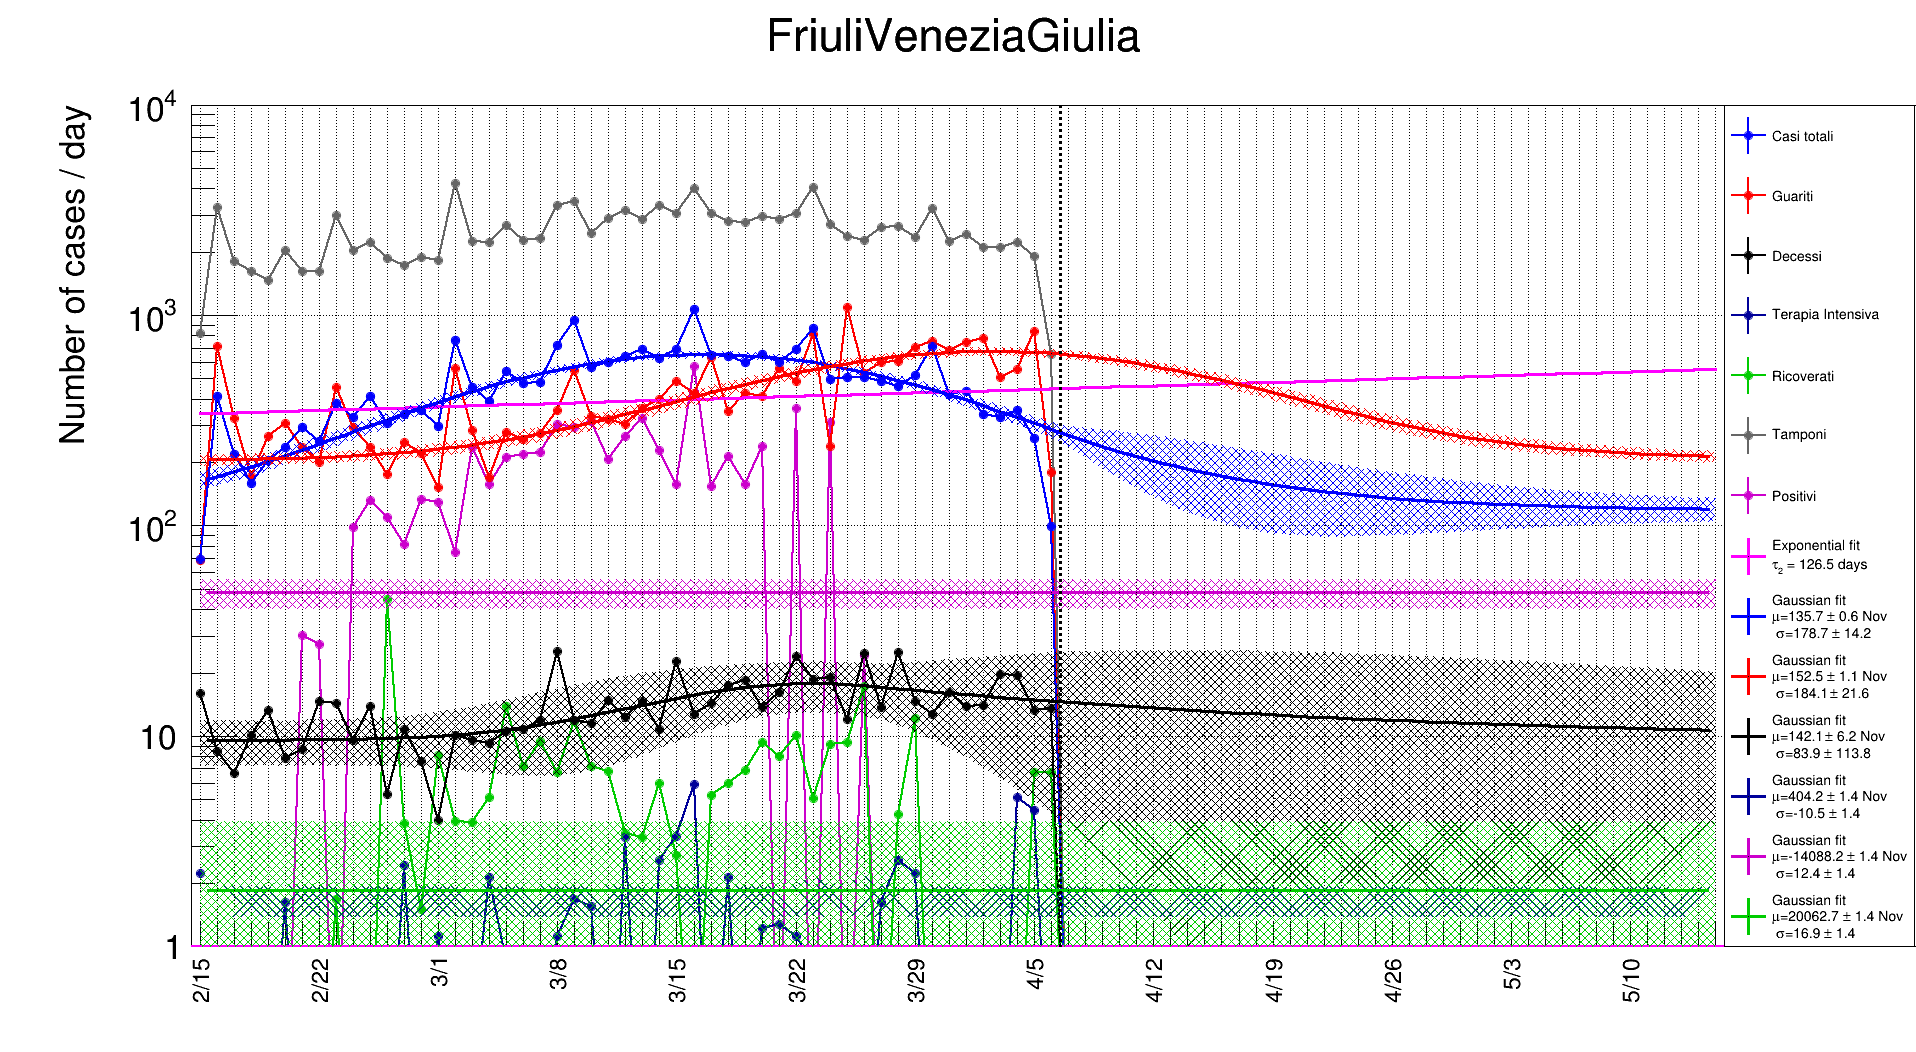 FriuliVeneziaGiulia
Number of cases / day
10^4
10^3
10^2
10
1
2/15
2/22
3/1
3/8
3/15
3/22
3/29
4/5
4/12
4/19
4/26
5/3
5/10
Casi totali
Guariti
Decessi
Terapia Intensiva
Ricoverati
Tamponi
Positivi
Exponential fit
τ₂ = 126.5 days
Gaussian fit
μ=135.7 ± 0.6 Nov
σ=178.7 ± 14.2
Gaussian fit
μ=152.5 ± 1.1 Nov
σ=184.1 ± 21.6
Gaussian fit
μ=142.1 ± 6.2 Nov
σ=83.9 ± 113.8
Gaussian fit
μ=404.2 ± 1.4 Nov
σ=-10.5 ± 1.4
Gaussian fit
μ=-14088.2 ± 1.4 Nov
σ=12.4 ± 1.4
Gaussian fit
μ=20062.7 ± 1.4 Nov
σ=16.9 ± 1.4